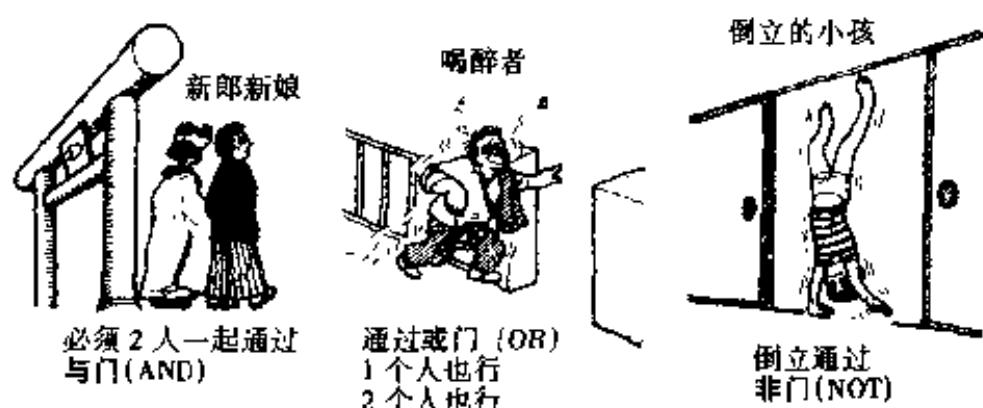 新郎新娘
必须2人一起通过
与门(AND)
喝醉者
通过或门 (OR)
1个人也行
2个人也行
倒立的小孩
倒立通过
非门(NOT)